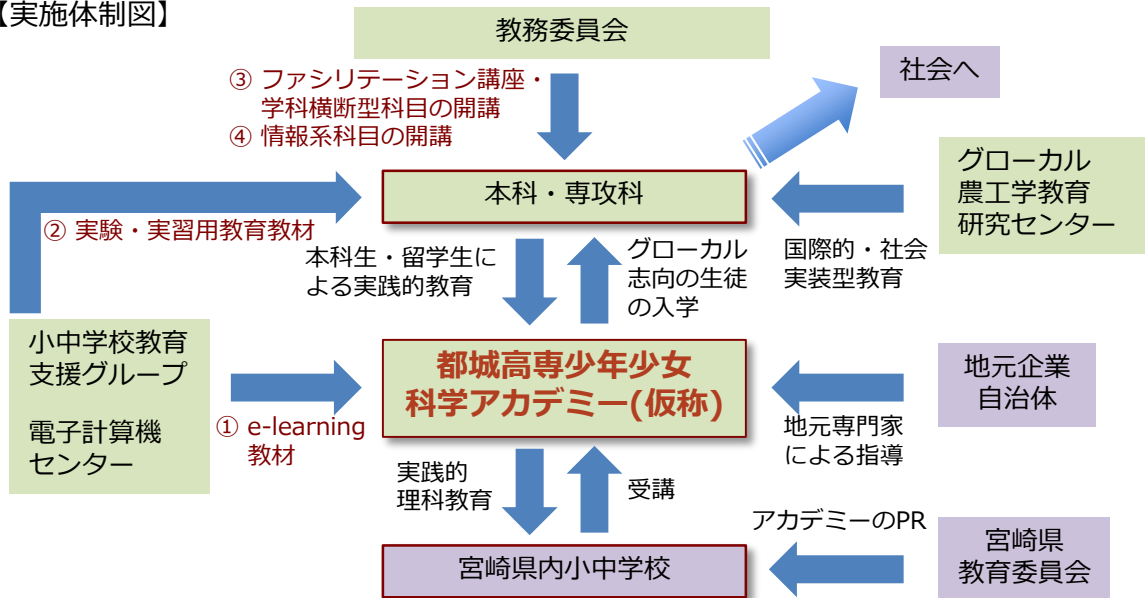 【実施体制図】
教務委員会
社会へ
③ ファシリテーション講座・
学科横断型科目の開講
④ 情報系科目の開講
グローカル
農工学教育
研究センター
本科・専攻科
② 実験・実習用教育教材
本科生・留学生に
よる実践的教育
グローカル
志向の生徒
の入学
国際的・社会
実装型教育
小中学校教育
支援グループ
電子計算機
センター
① e-learning
教材
都城高専少年少女
科学アカデミー(仮称)
地元企業
自治体
地元専門家
による指導
実践的
理科教育
受講
アカデミーのPR
宮崎県内小中学校
宮崎県
教育委員会